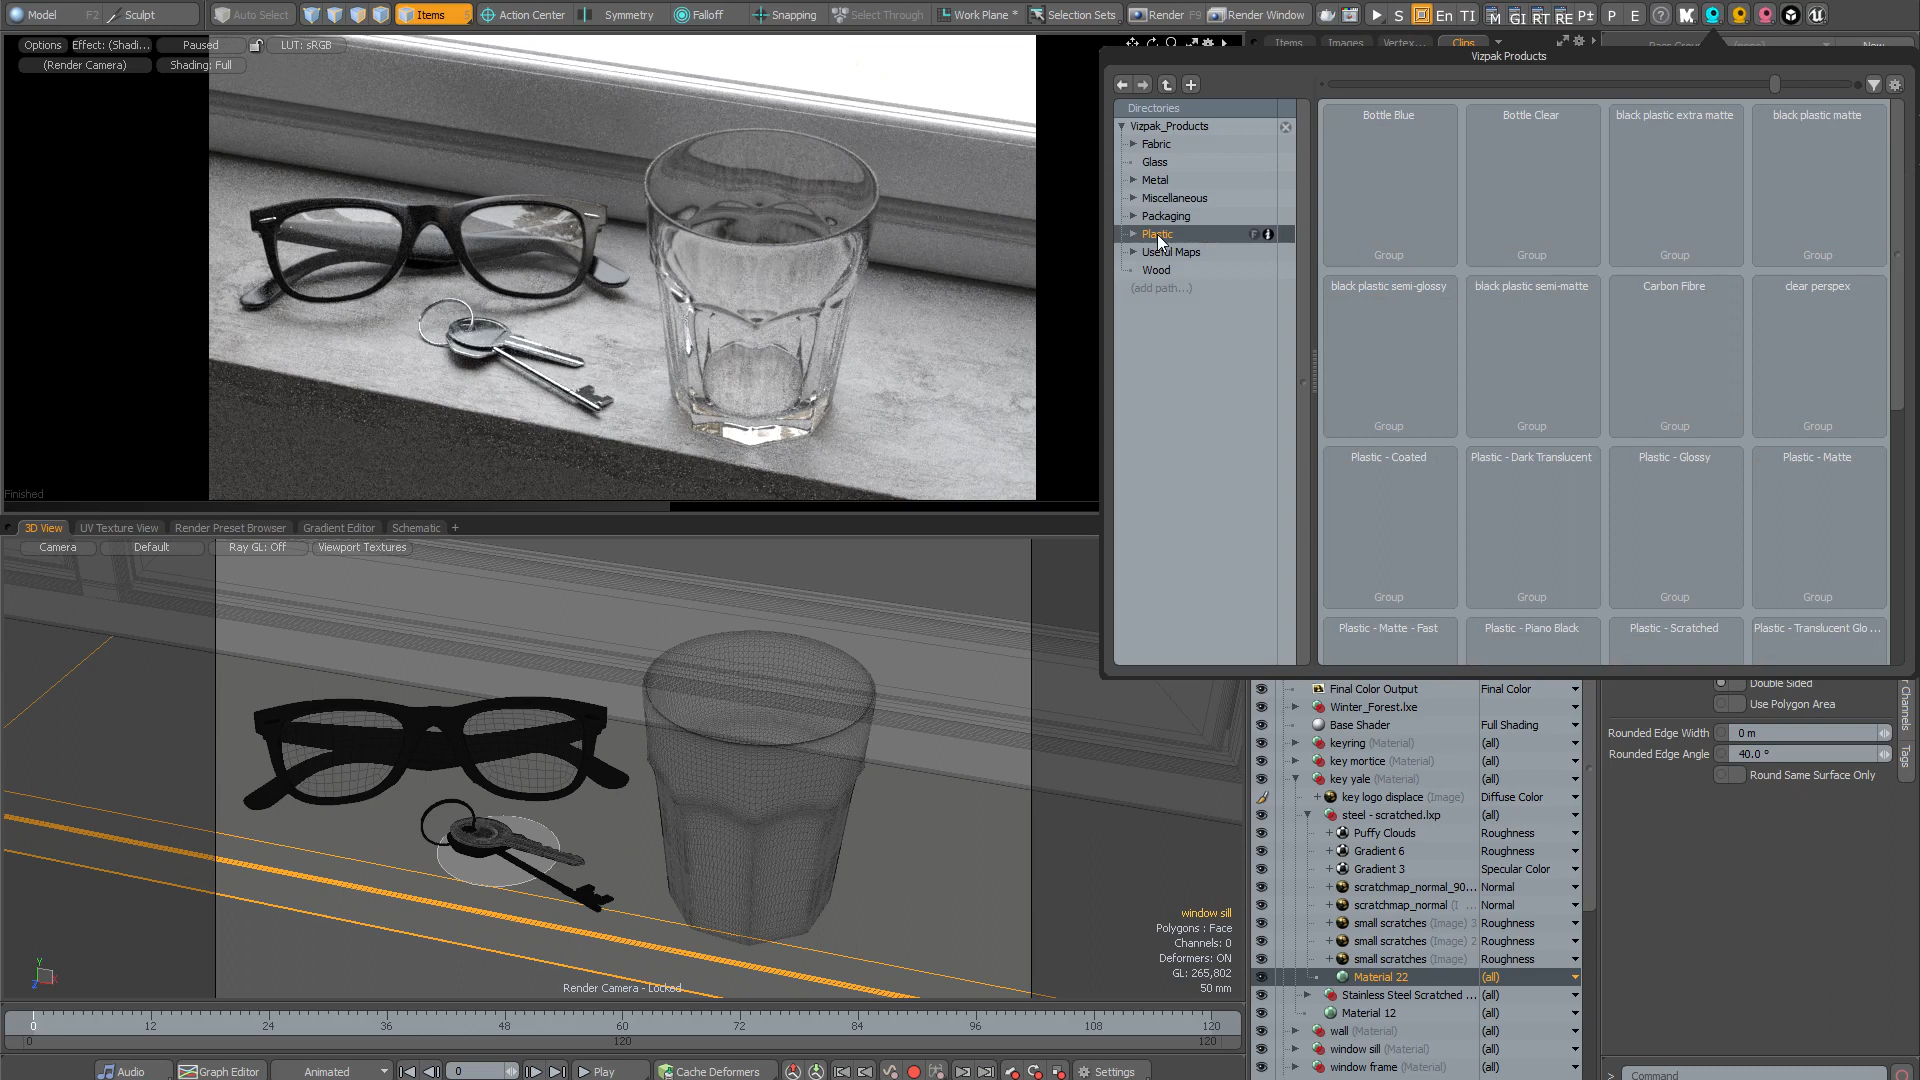 Model F2 Sculpt Auto Select Items 5 Action Center Symmetry Falloff Snapping Select Through Work Plane * Selection Sets Render F9 Render Window S En TI M GI RT RE P± P E
Options Effect: (Shadi... Paused LUT: sRGB
(Render Camera) Shading: Full
Items Images Vertex... Clips
New
Vizpak Products
Directories
Vizpak_Products
Fabric
Glass
Metal
Miscellaneous
Packaging
Plastic F
Useful Maps
Wood
(add path...)
Bottle Blue Bottle Clear black plastic extra matte black plastic matte
Group Group Group Group
black plastic semi-glossy black plastic semi-matte Carbon Fibre clear perspex
Group Group Group Group
Plastic - Coated Plastic - Dark Translucent Plastic - Glossy Plastic - Matte
Group Group Group Group
Plastic - Matte - Fast Plastic - Piano Black Plastic - Scratched Plastic - Translucent Glo ...
Finished
3D View UV Texture View Render Preset Browser Gradient Editor Schematic +
Camera Default Ray GL: Off Viewport Textures
window sill
Polygons : Face
Channels: 0
Deformers: ON
GL: 265,802
50 mm
Render Camera - Locked
Y
Z
Final Color Output Final Color
Winter_Forest.lxe
Base Shader Full Shading
keyring (Material) (all)
key mortice (Material) (all)
key yale (Material) (all)
key logo displace (Image) Diffuse Color
steel - scratched.lxp (all)
Puffy Clouds Roughness
Gradient 6 Roughness
Gradient 3 Specular Color
scratchmap_normal_90... Normal
scratchmap_normal (I ... Normal
small scratches (Image) 3 Roughness
small scratches (Image) 2 Roughness
small scratches (Image) Roughness
Material 22 (all)
Stainless Steel Scratched ... (all)
Material 12 (all)
wall (Material) (all)
window sill (Material) (all)
window frame (Material) (all)
Double Sided
Use Polygon Area
Rounded Edge Width 0 m
Rounded Edge Angle 40.0 °
Round Same Surface Only
Channels
Tags
0 12 24 36 48 60 72 84 96 108 120
0 120 120
Audio Graph Editor Animated 0 Play Cache Deformers Settings
> Command